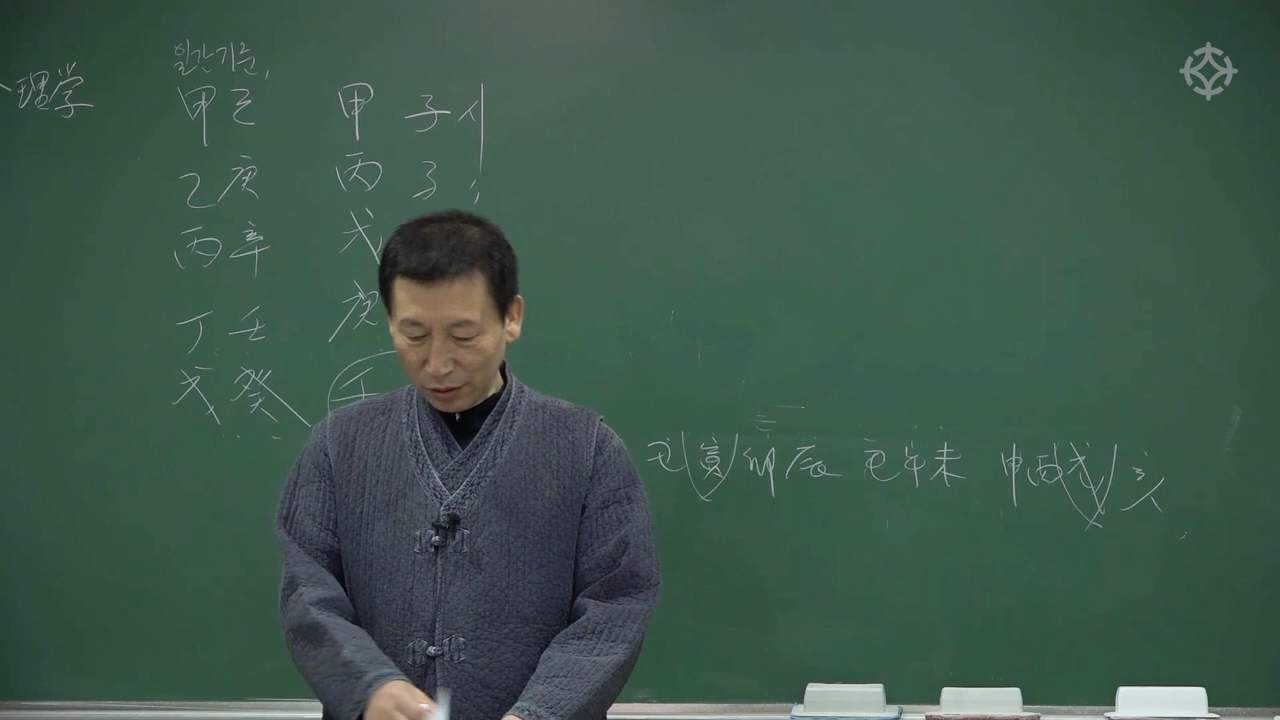 理学
일간기준,
甲己 甲 子시
乙庚 丙 子
丙辛 戊
丁壬 庚
戊癸 壬
丑 寅 卯 辰 巳 午 未 申 酉 戌 亥